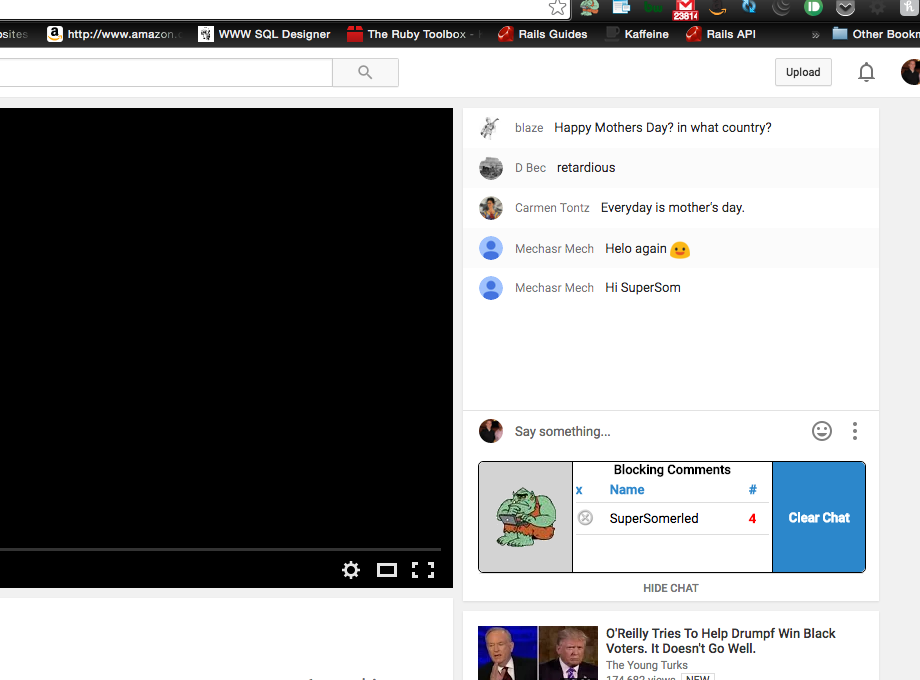 23614
osites
http://www.amazon.c
WWW SQL Designer
The Ruby Toolbox -
Rails Guides
Kaffeine
Rails API
»
Other Bookm
Upload
blaze Happy Mothers Day? in what country?
D Bec retardious
Carmen Tontz Everyday is mother's day.
Mechasr Mech Helo again
Mechasr Mech Hi SuperSom
Say something...
Blocking Comments
x Name #
SuperSomerled 4
Clear Chat
HIDE CHAT
O'Reilly Tries To Help Drumpf Win Black
Voters. It Doesn't Go Well.
The Young Turks
174,682 views NEW